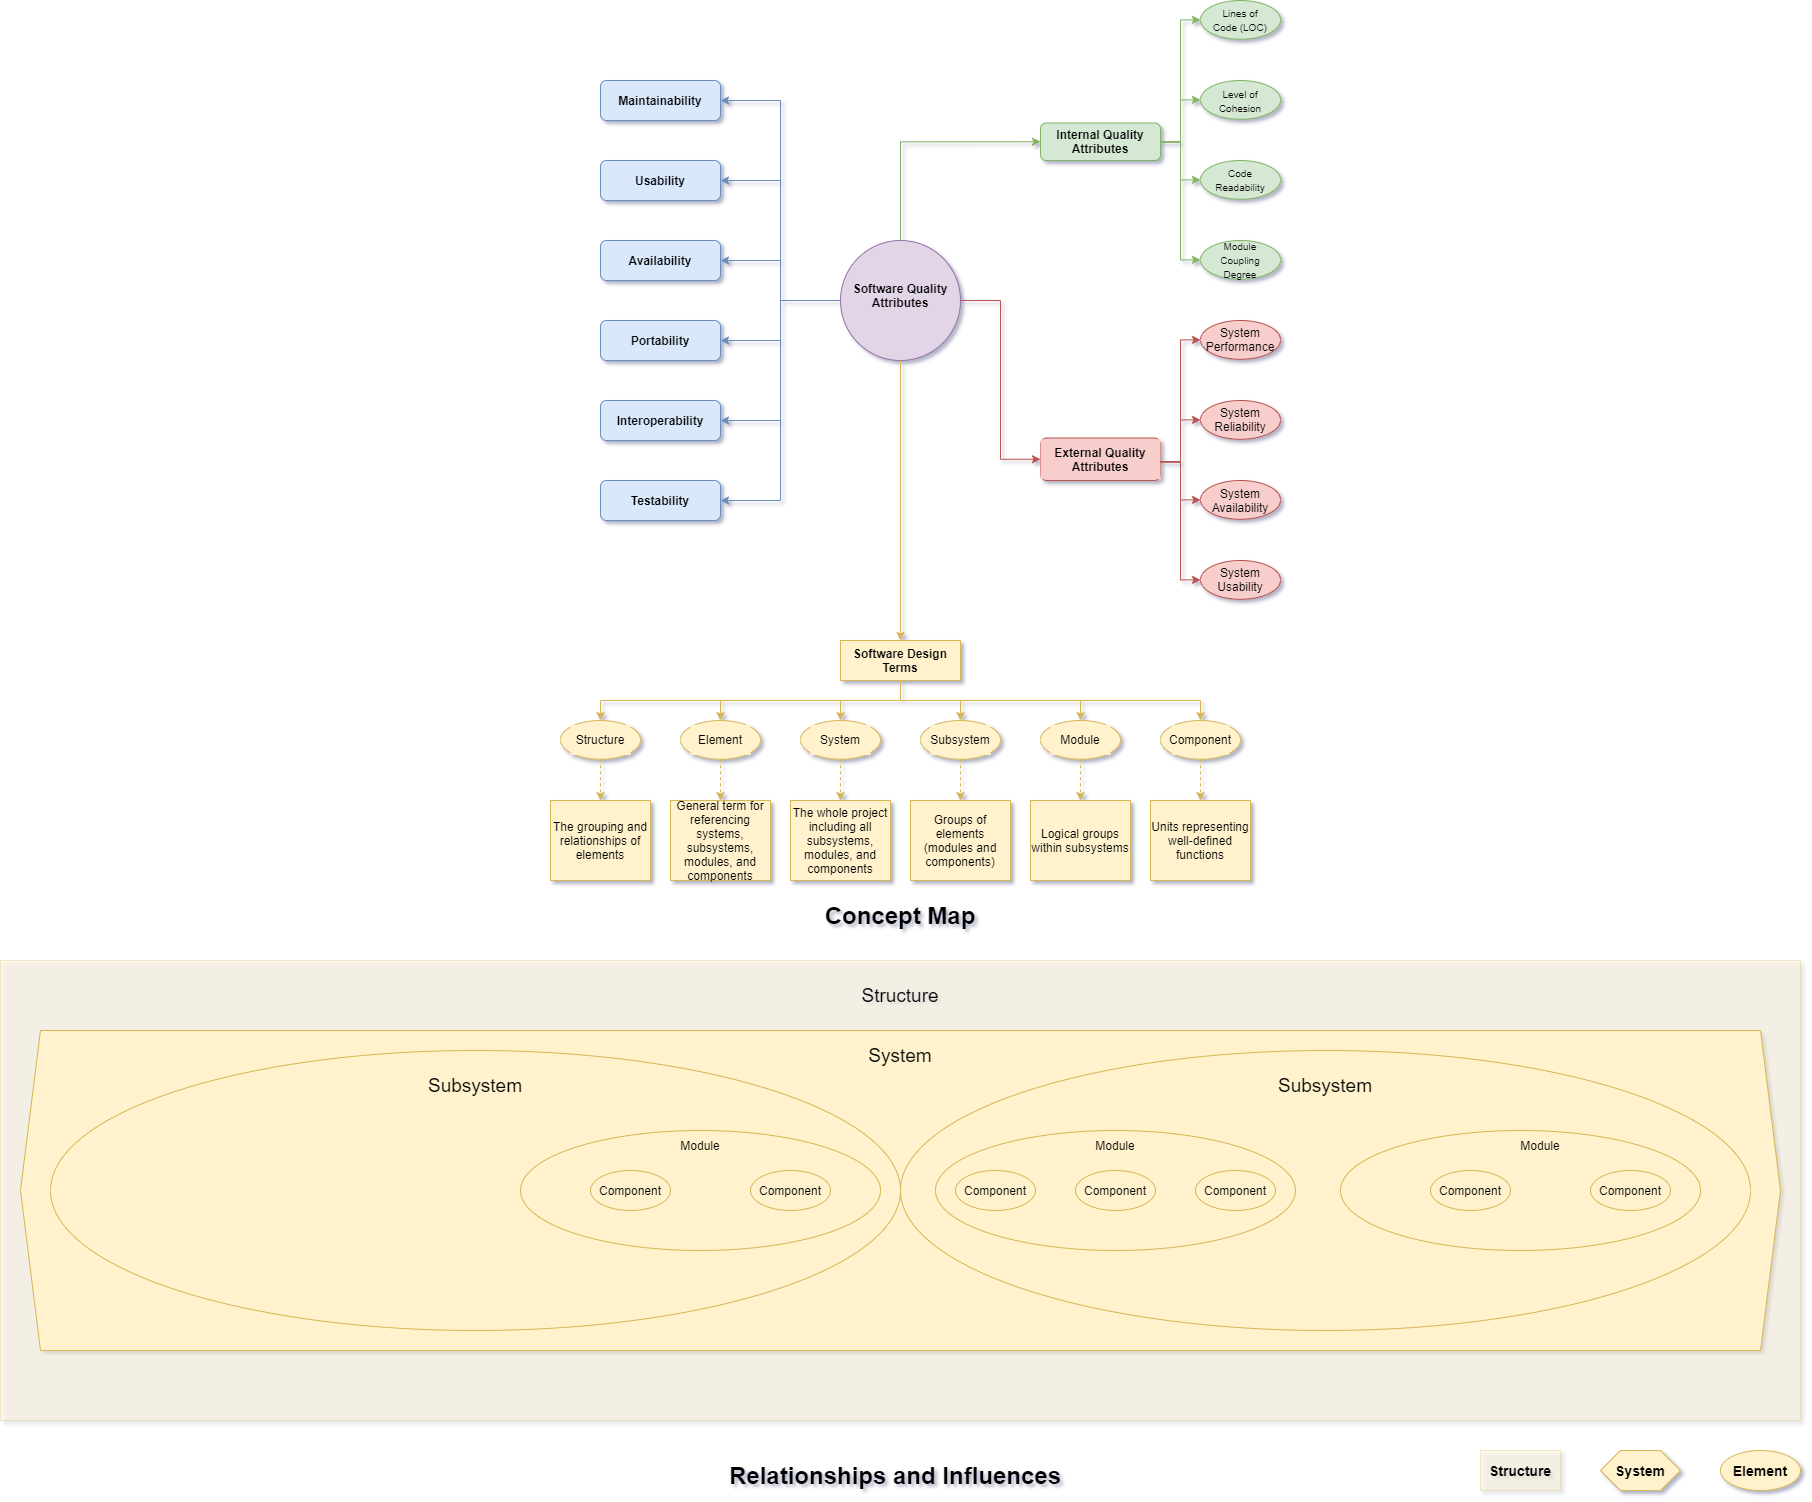 Lines of
Code (LOC)
Maintainability
Level of
Cohesion
Internal Quality
Attributes
Usability
Code
Readability
Availability
Module
Coupling
Degree
Software Quality
Attributes
Portability
System
Performance
Interoperability
System
Reliability
External Quality
Attributes
Testability
System
Availability
System
Usability
Software Design
Terms
Structure
Element
System
Subsystem
Module
Component
The grouping and
relationships of
elements
General term for
referencing
systems,
subsystems,
modules, and
components
The whole project
including all
subsystems,
modules, and
components
Groups of
elements
(modules and
components)
Logical groups
within subsystems
Units representing
well-defined
functions
Concept Map
Structure
System
Subsystem
Subsystem
Module
Module
Module
Component
Component
Component
Component
Component
Component
Component
Relationships and Influences
Structure
System
Element